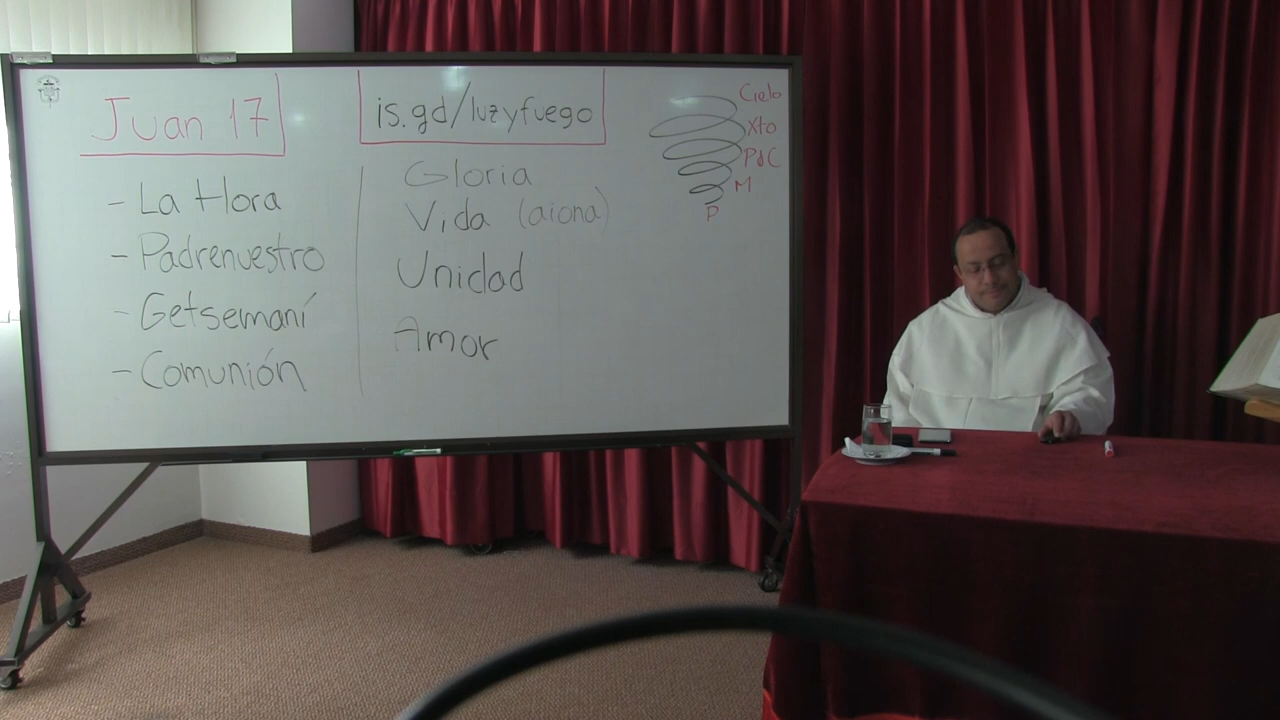 Juan 17
- La Hora
- Padrenuestro
- Getsemaní
- Comunión
is.gd/luzyfuego
Gloria
Vida (aiona)
Unidad
Amor
Cielo
Xto
PdC
M
P